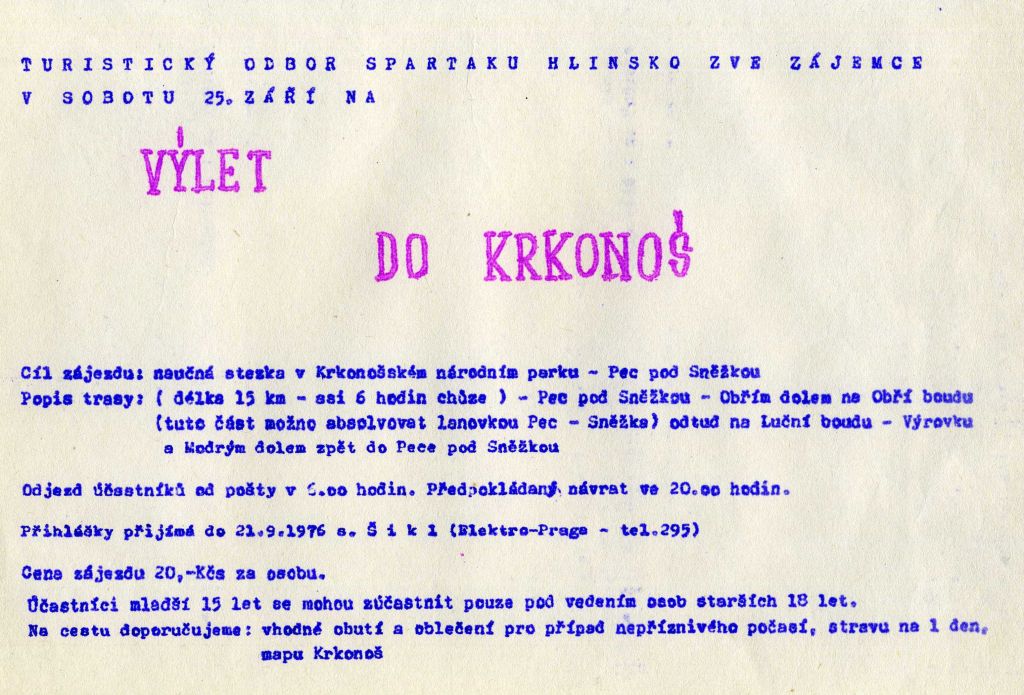 TURISTICKÝ ODBOR SPARTAKU HLINSKO ZVE ZÁJEMCE
V SOBOTU 25. ZÁŘÍ NA
VÝLET
DO KRKONOŠ
Cíl zájezdu: naučná stezka v Krkonošském národním parku - Pec pod Sněžkou
Popis trasy: ( délka 15 km - asi 6 hodin chůze ) - Pec pod Sněžkou - Obřím dolem na Obří boudu
(tuto část možno absolvovat lanovkou Pec - Sněžka) odtud na Luční boudu - Výrovku
a Modrým dolem zpět do Pece pod Sněžkou
Odjezd účastníků od pošty v 6.oo hodin. Předpokládaný návrat ve 20.oo hodin.
Přihlášky přijímá do 21.9.1976 s. Š i k l (Elektro-Praga - tel.295)
Cena zájezdu 20,-Kčs za osobu.
Účastníci mladší 15 let se mohou zúčastnit pouze pod vedením osob starších 18 let.
Na cestu doporučujeme: vhodné obutí a oblečení pro případ nepříznivého počasí, stravu na 1 den,
mapu Krkonoš